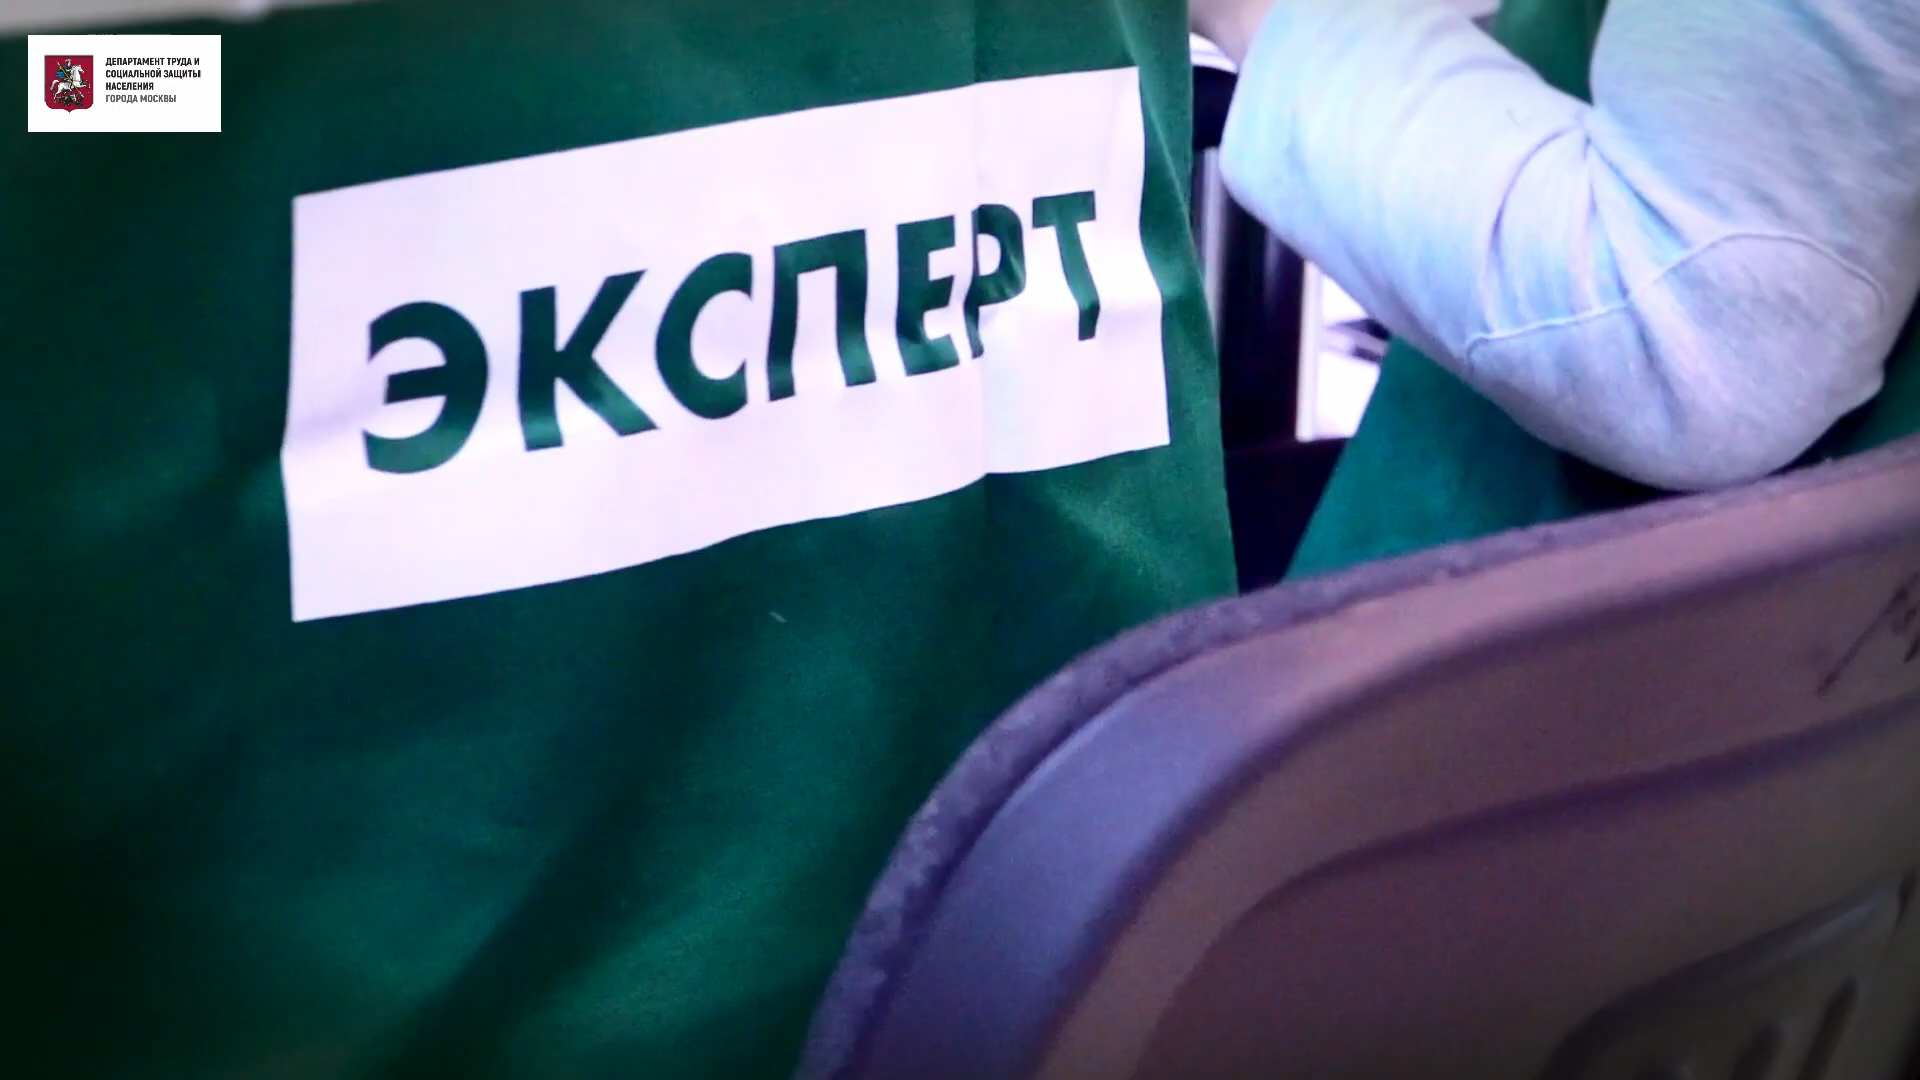 ДЕПАРТАМЕНТ ТРУДА И
СОЦИАЛЬНОЙ ЗАЩИТЫ
НАСЕЛЕНИЯ
ГОРОДА МОСКВЫ
ЭКСПЕРТ